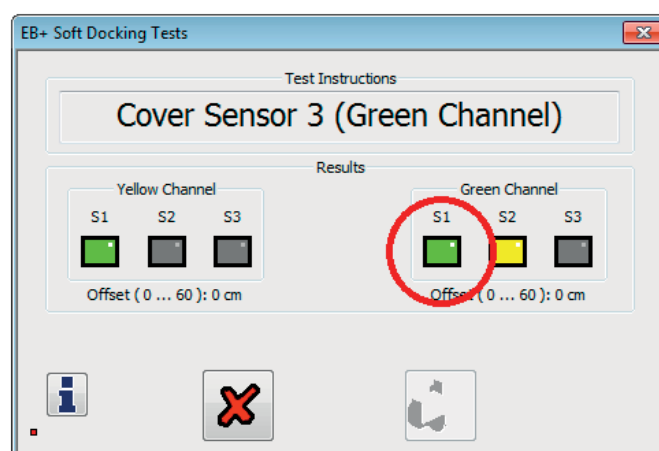 EB+ Soft Docking Tests
Test Instructions
Cover Sensor 3 (Green Channel)
Results
Yellow Channel
S1 S2 S3
Offset ( 0 ... 60 ): 0 cm
Green Channel
S1 S2 S3
Offset ( 0 ... 60 ): 0 cm